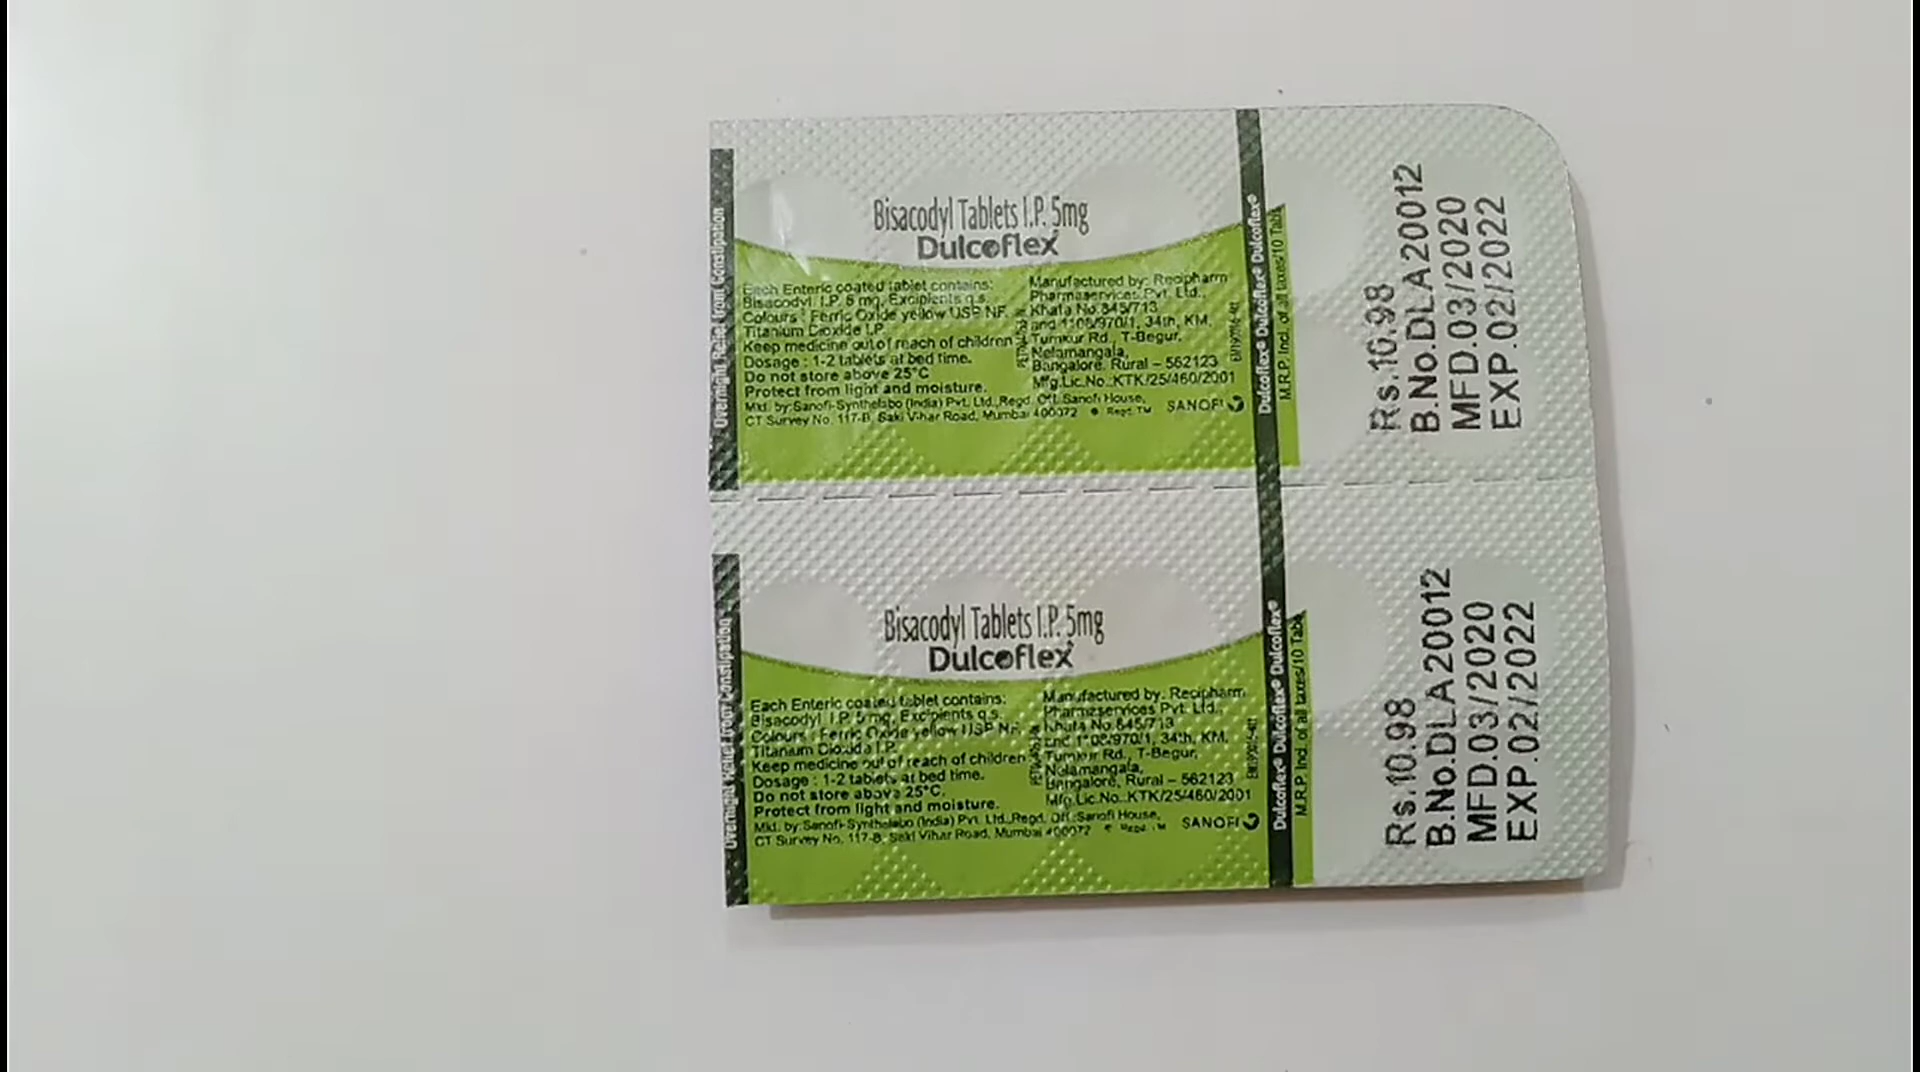 Overnight Relief from Constipation
Bisacodyl Tablets I.P. 5mg
Dulcoflex
Each Enteric coated tablet contains:
Bisacodyl I.P. 5 mg, Excipients q.s.
Colours : Ferric Oxide yellow USP NF,
Titanium Dioxide I.P.
Keep medicine out of reach of children
Dosage : 1-2 tablets at bed time.
Do not store above 25°C
Protect from light and moisture.
Manufactured by: Recipharm
Pharmaservices Pvt. Ltd.,
Khata No.845/713
and 1108/970/1, 34th, KM,
Tumkur Rd., T-Begur,
Nelamangala,
Bangalore. Rural – 562123
Mfg.Lic.No.:KTK/25/460/2001
Mkd. by:Sanofi-Synthelabo (India) Pvt. Ltd.,Regd. Off. Sanofi House,
CT Survey No. 117-B, Saki Vihar Road, Mumbai 400072 ® Regd. TM SANOFI
Dulcoflex® Dulcoflex® Dulcoflex® Dulcoflex®
M.R.P. Incl. of all taxes/10 Tabs
Rs.10.98
B.No.DLA20012
MFD.03/2020
EXP.02/2022
Overnight Relief from Constipation
Bisacodyl Tablets I.P. 5mg
Dulcoflex
Each Enteric coated tablet contains:
Bisacodyl I.P. 5 mg, Excipients q.s.
Colours : Ferric Oxide yellow USP NF,
Titanium Dioxide I.P.
Keep medicine out of reach of children
Dosage : 1-2 tablets at bed time.
Do not store above 25°C.
Protect from light and moisture.
Manufactured by: Recipharm
Pharmaservices Pvt. Ltd.,
Khata No.845/713
and 1108/970/1, 34th, KM,
Tumkur Rd., T-Begur,
Nelamangala,
Bangalore, Rural – 562123
Mfg.Lic.No.:KTK/25/460/2001
Mkd. by:Sanofi-Synthelabo (India) Pvt. Ltd.,Regd. Off. Sanofi House,
CT Survey No. 117-B, Saki Vihar Road, Mumbai 400072 ® Regd. TM SANOFI
Dulcoflex® Dulcoflex® Dulcoflex® Dulcoflex®
M.R.P. Incl. of all taxes/10 Tabs
Rs.10.98
B.No.DLA20012
MFD.03/2020
EXP.02/2022